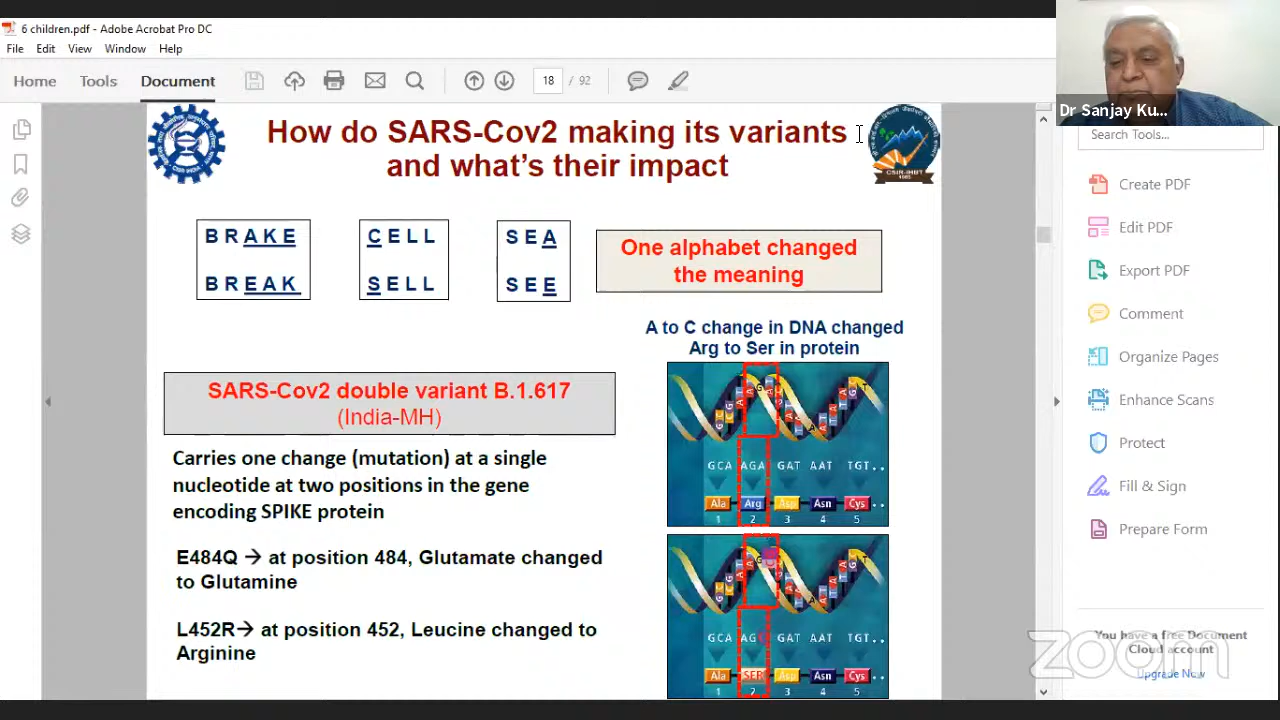 6 children.pdf - Adobe Acrobat Pro DC
File Edit View Window Help
Home Tools Document
18 / 92
Dr Sanjay Ku...
Search Tools...
How do SARS-Cov2 making its variants
and what's their impact
CSIR-IHBT
BRAKE
BREAK
CELL
SELL
SEA
SEE
One alphabet changed
the meaning
A to C change in DNA changed
Arg to Ser in protein
SARS-Cov2 double variant B.1.617
(India-MH)
Carries one change (mutation) at a single
nucleotide at two positions in the gene
encoding SPIKE protein
E484Q → at position 484, Glutamate changed
to Glutamine
L452R→ at position 452, Leucine changed to
Arginine
GCA AGA GAT AAT TGT..
Ala Arg Asp Asn Cys
1 2 3 4 5
GCA AGC GAT AAT TGT..
Ala SER Asp Asn Cys
1 2 3 4 5
Create PDF
Edit PDF
Export PDF
Comment
Organize Pages
Enhance Scans
Protect
Fill & Sign
Prepare Form
You have a free Document
Cloud account
Upgrade Now
zoom